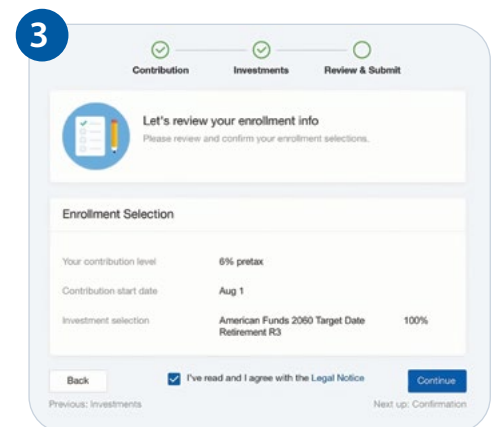 3
Contribution Investments Review & Submit
Let's review your enrollment info
Please review and confirm your enrollment selections.
Enrollment Selection
Your contribution level 6% pretax
Contribution start date Aug 1
Investment selection American Funds 2060 Target Date 100%
Retirement R3
Back I've read and I agree with the Legal Notice Continue
Previous: Investments Next up: Confirmation